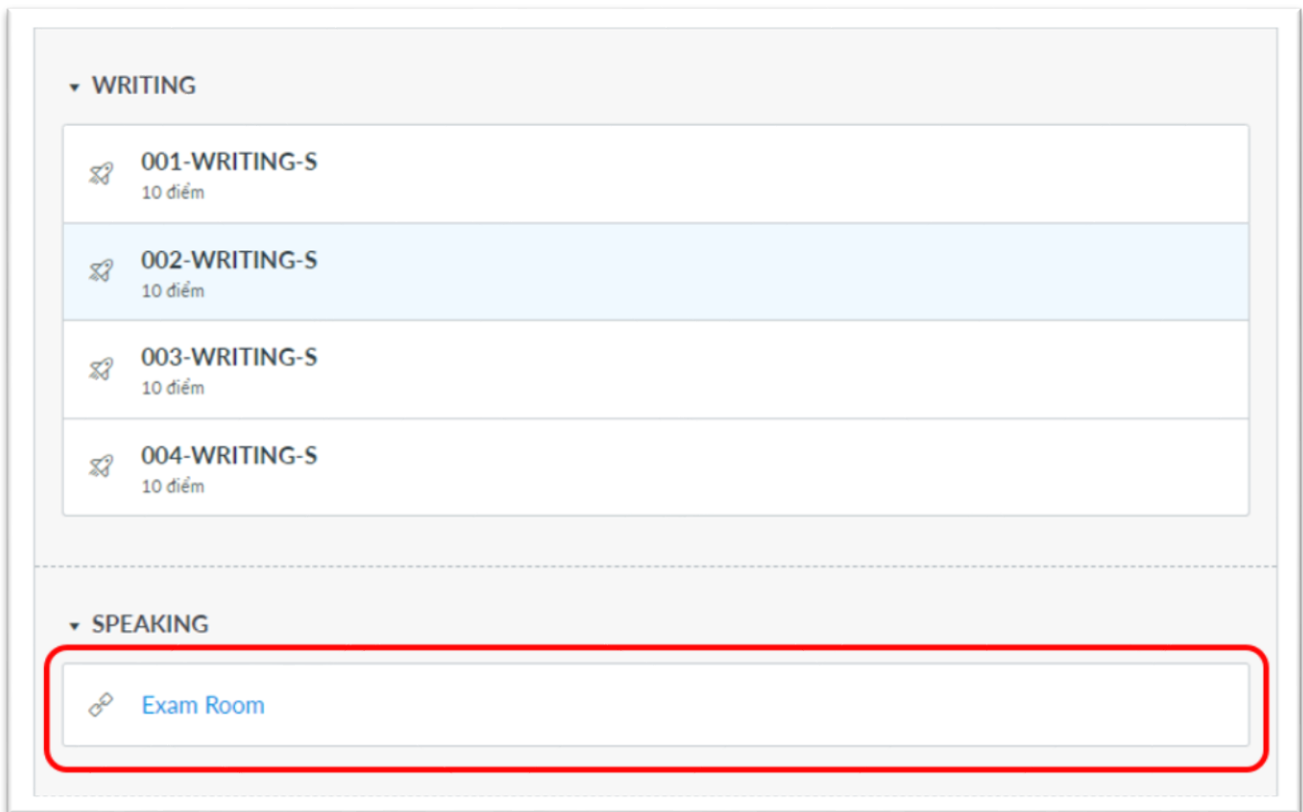 WRITING
001-WRITING-S
10 điểm
002-WRITING-S
10 điểm
003-WRITING-S
10 điểm
004-WRITING-S
10 điểm
SPEAKING
Exam Room